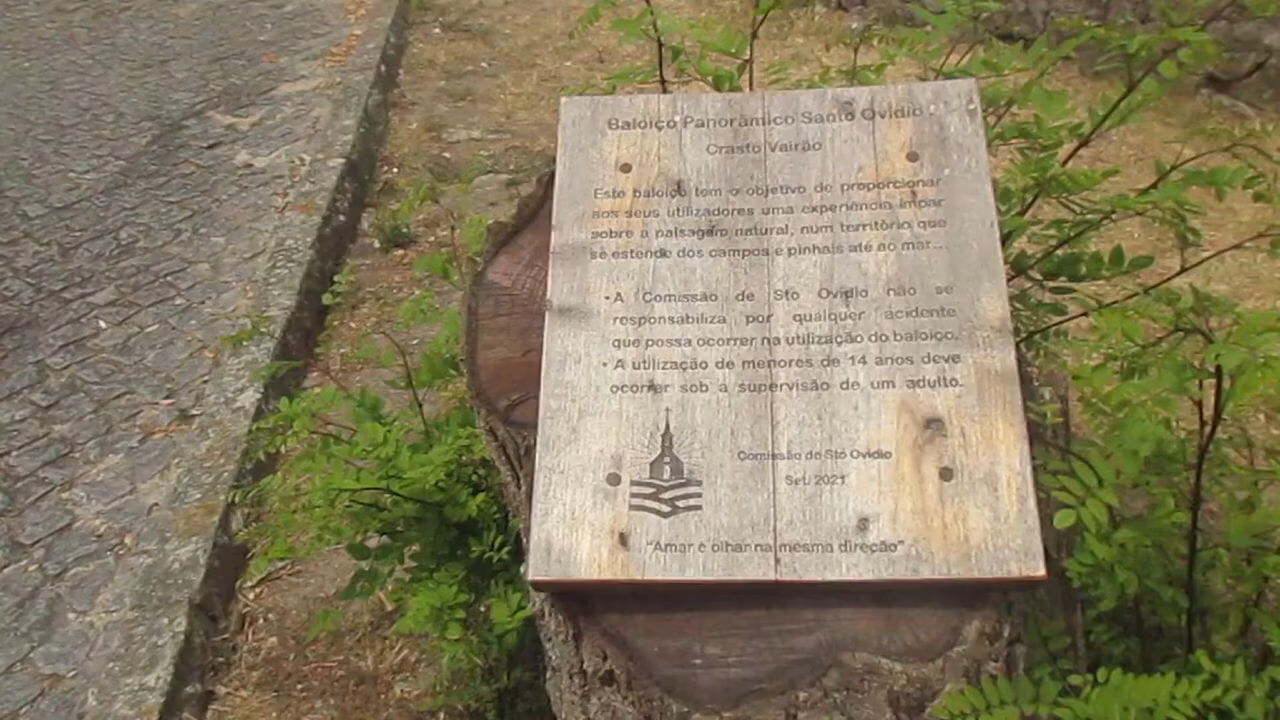 Baloiço Panorâmico Santo Ovídio
Crasto Vairão
Este baloiço tem o objetivo de proporcionar
aos seus utilizadores uma experiência ímpar
sobre a paisagem natural, num território que
se estende dos campos e pinhais até ao mar...
• A Comissão de Sto Ovídio não se
responsabiliza por qualquer acidente
que possa ocorrer na utilização do baloiço.
• A utilização de menores de 14 anos deve
ocorrer sob a supervisão de um adulto.
Comissão de Sto Ovídio
Set. 2021
"Amar é olhar na mesma direção"